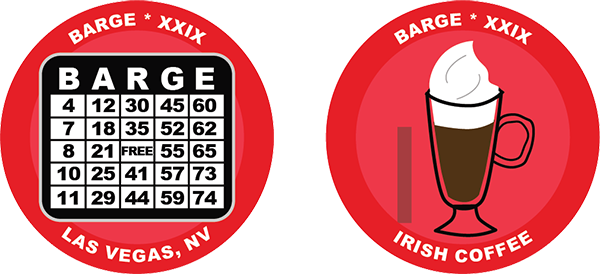 BARGE * XXIX
B A R G E
4 12 30 45 60
7 18 35 52 62
8 21 FREE 55 65
10 25 41 57 73
11 29 44 59 74
LAS VEGAS, NV
BARGE * XXIX
IRISH COFFEE